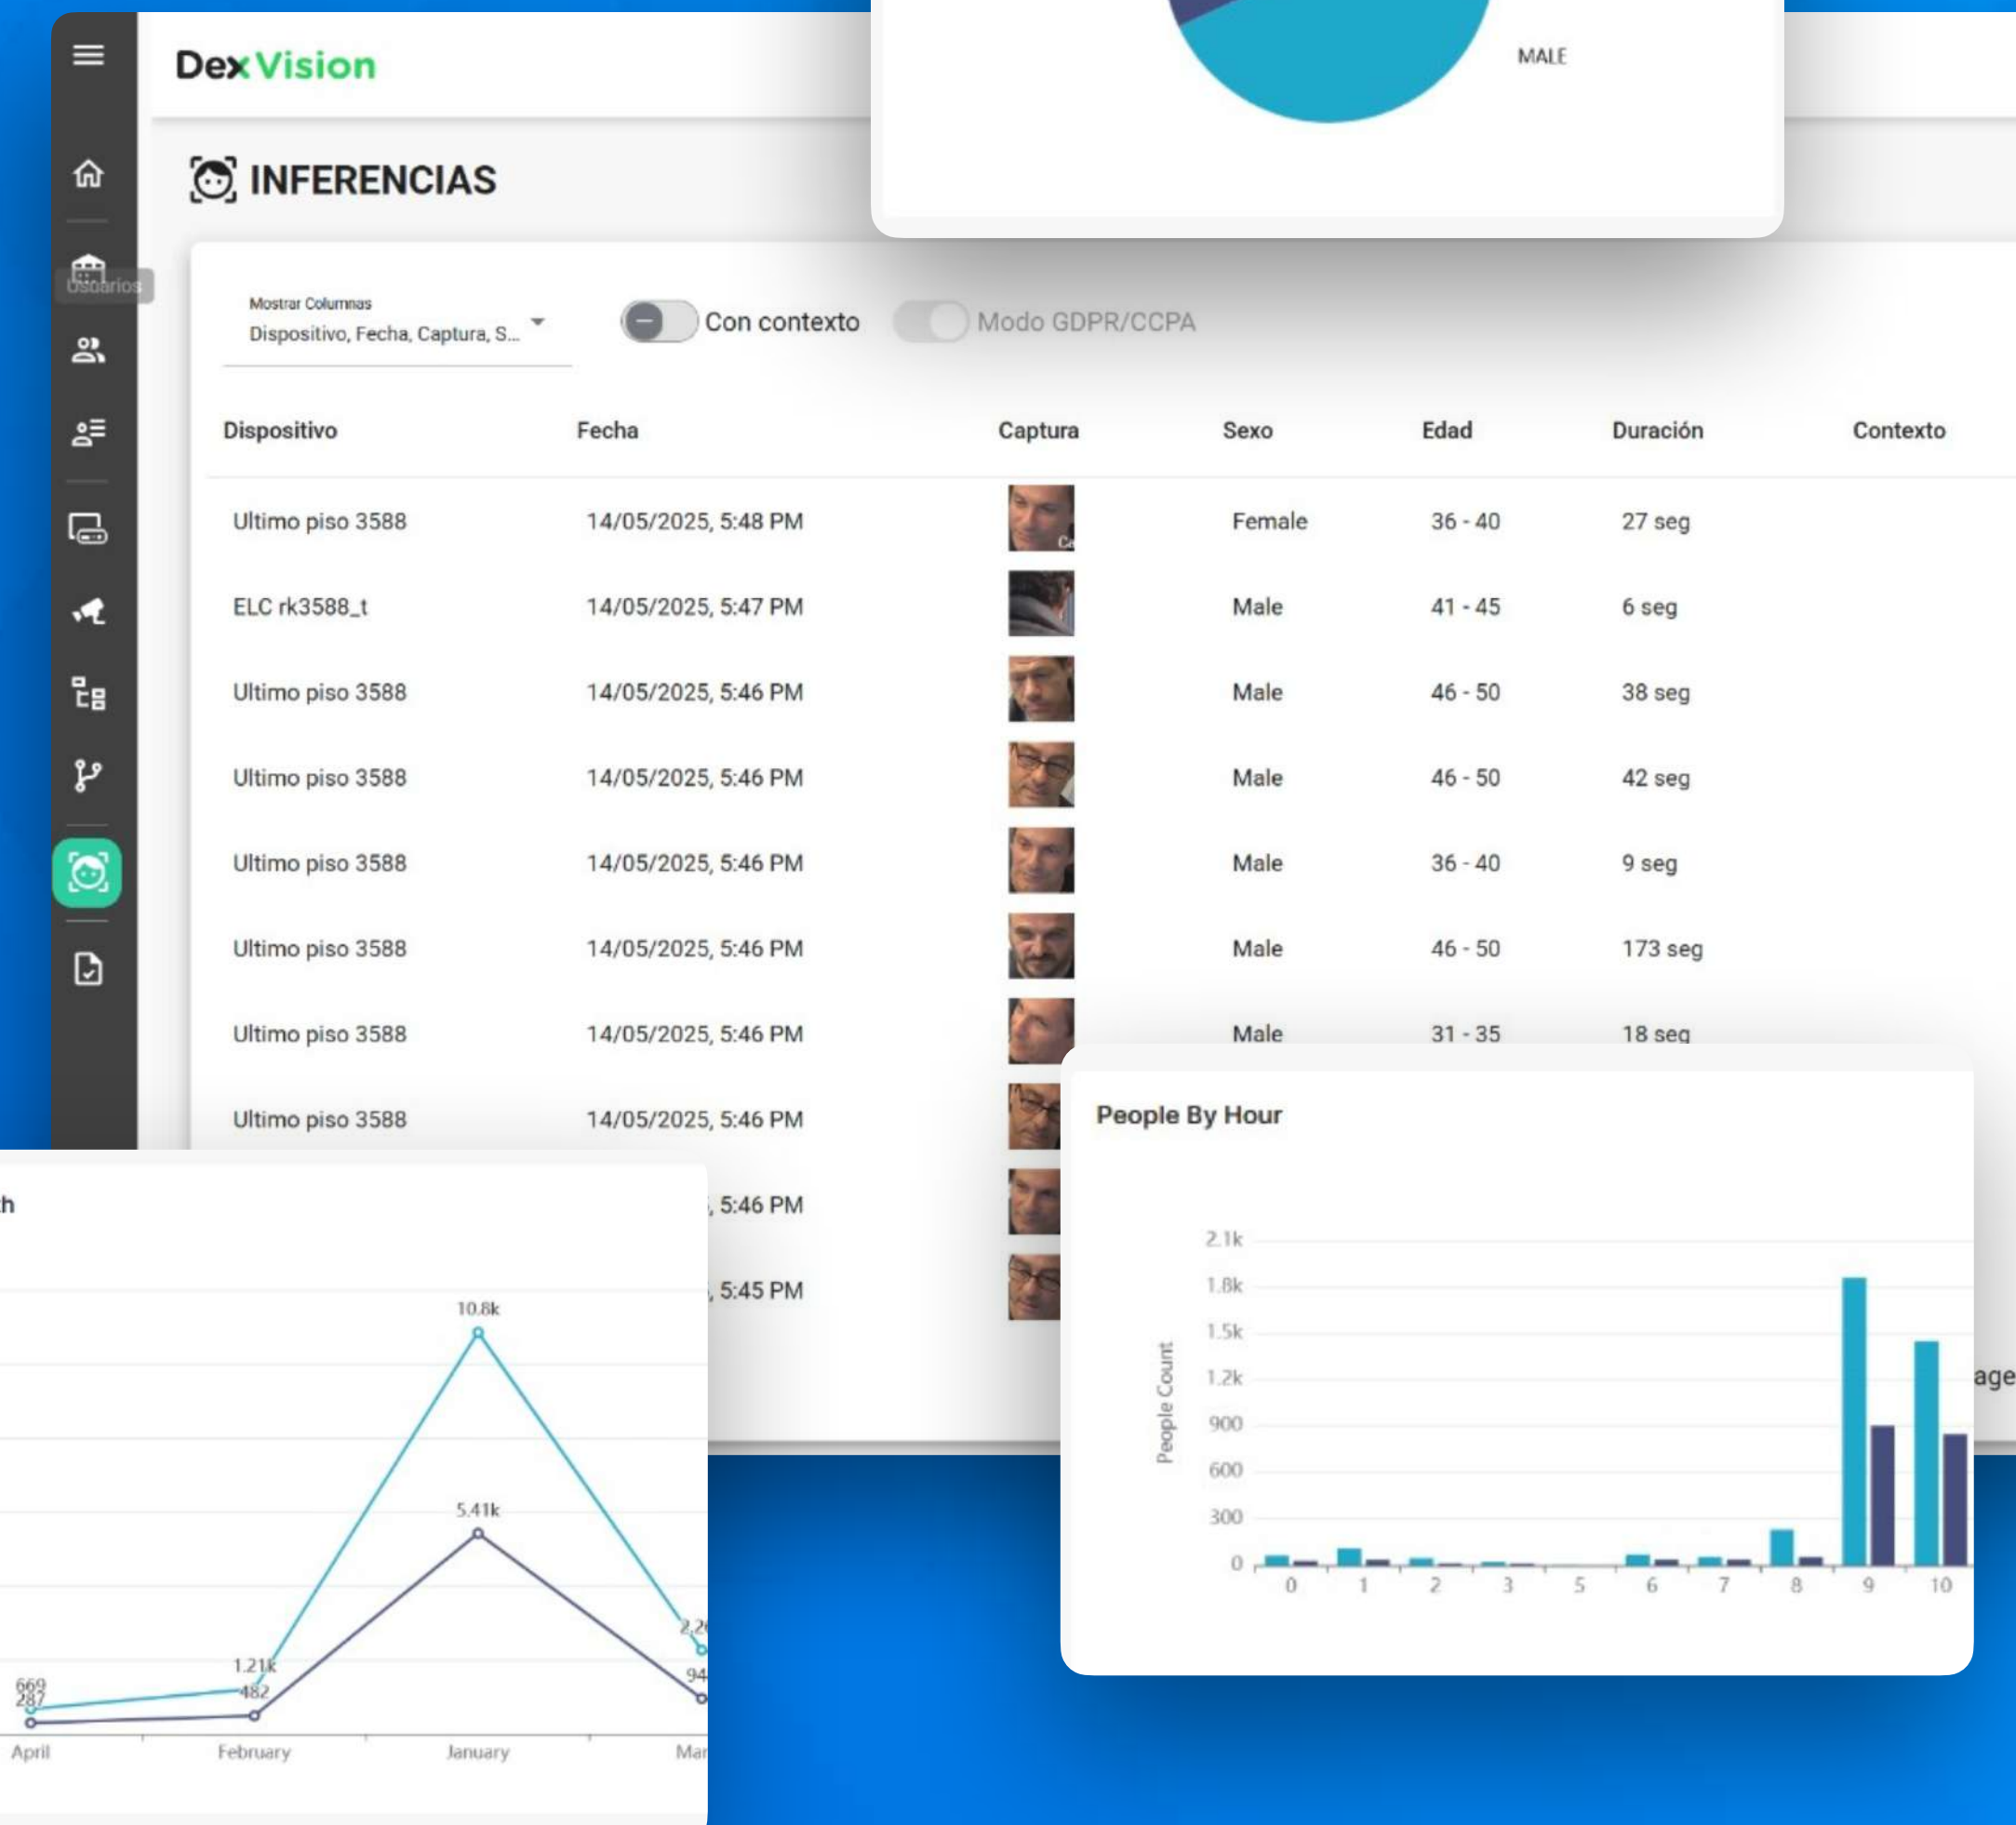 DexVision
MALE
INFERENCIAS
Usuarios
Mostrar Columnas
Dispositivo, Fecha, Captura, S...
Con contexto
Modo GDPR/CCPA
Dispositivo Fecha Captura Sexo Edad Duración Contexto
Ultimo piso 3588 14/05/2025, 5:48 PM Female 36 - 40 27 seg
ELC rk3588_t 14/05/2025, 5:47 PM Male 41 - 45 6 seg
Ultimo piso 3588 14/05/2025, 5:46 PM Male 46 - 50 38 seg
Ultimo piso 3588 14/05/2025, 5:46 PM Male 46 - 50 42 seg
Ultimo piso 3588 14/05/2025, 5:46 PM Male 36 - 40 9 seg
Ultimo piso 3588 14/05/2025, 5:46 PM Male 46 - 50 173 seg
Ultimo piso 3588 14/05/2025, 5:46 PM Male 31 - 35 18 seg
Ultimo piso 3588 14/05/2025, 5:46 PM
, 5:46 PM
, 5:45 PM
age
10.8k
5.41k
2.2
94
1.21k
482
669
287
April February January Mar
People By Hour
People Count
2.1k
1.8k
1.5k
1.2k
900
600
300
0
0 1 2 3 5 6 7 8 9 10